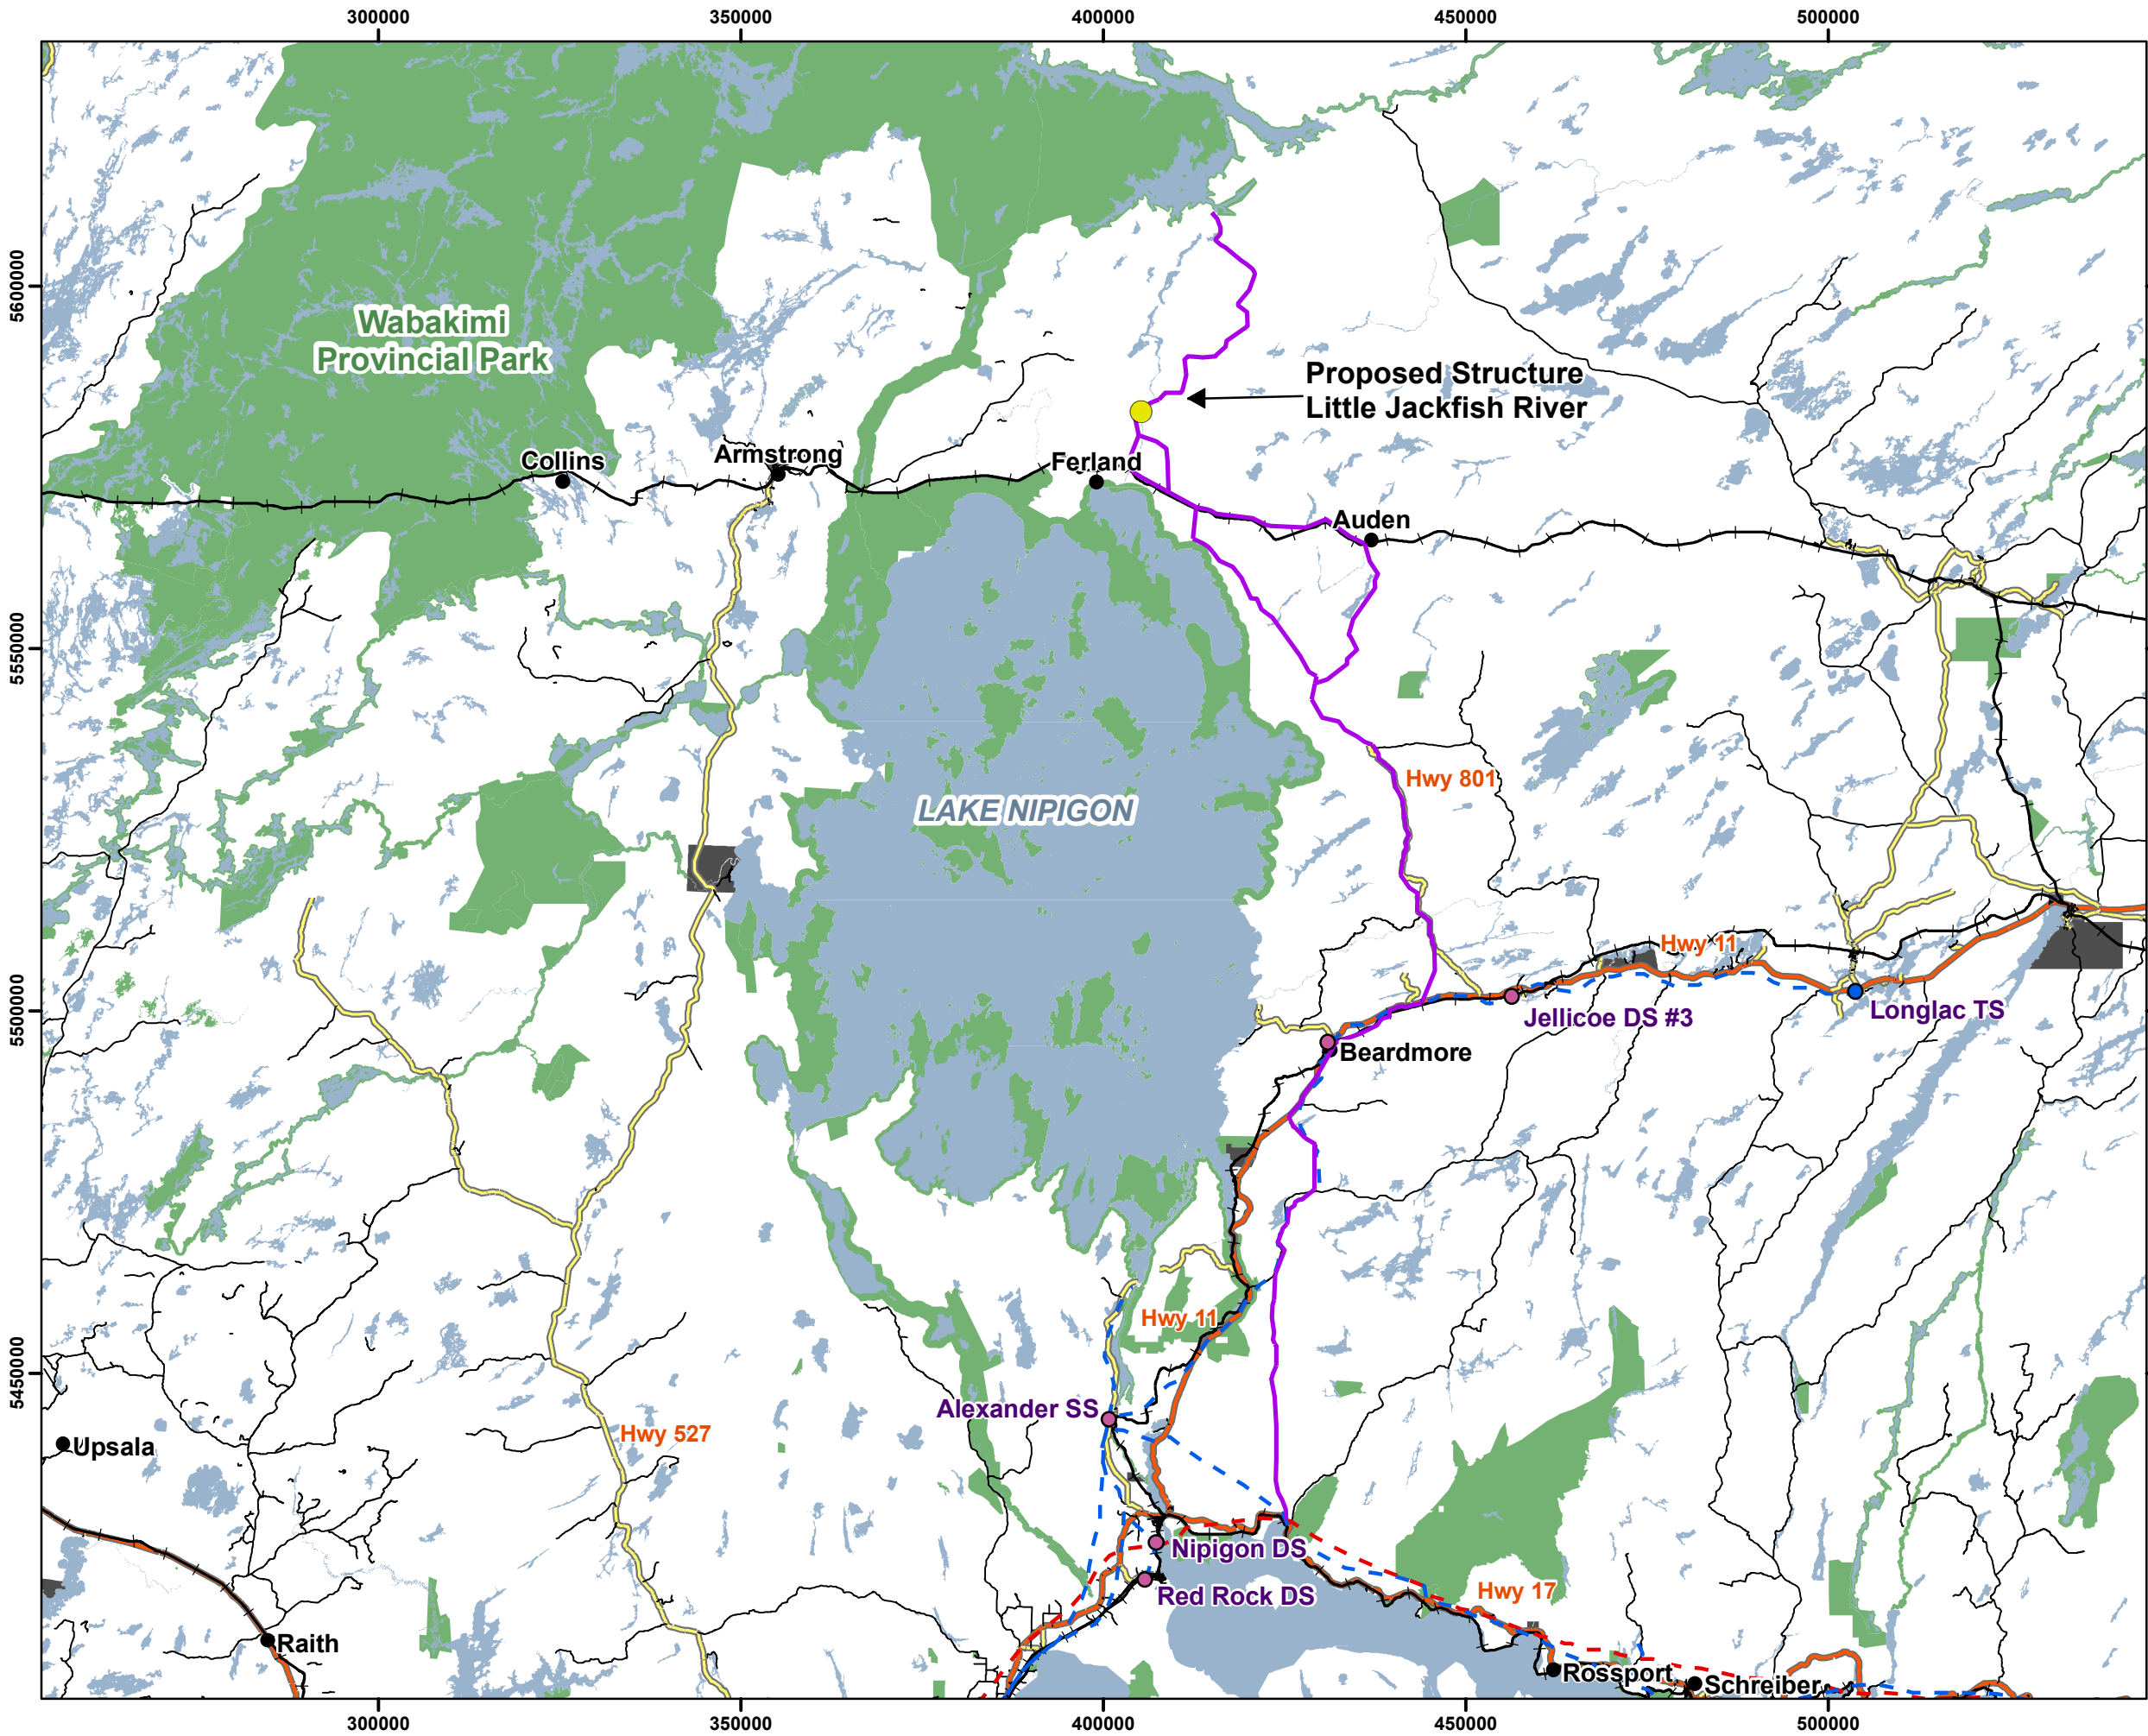 300000
350000
400000
450000
500000
5600000
Wabakimi
Provincial Park
Proposed Structure
Little Jackfish River
Collins
Armstrong
Ferland
Auden
5550000
Hwy 801
LAKE NIPIGON
Hwy 11
5500000
Jellicoe DS #3
Longlac TS
Beardmore
Hwy 11
5450000
Alexander SS
Hwy 527
Upsala
Nipigon DS
Red Rock DS
Hwy 17
Raith
Rossport
Schreiber
300000
350000
400000
450000
500000